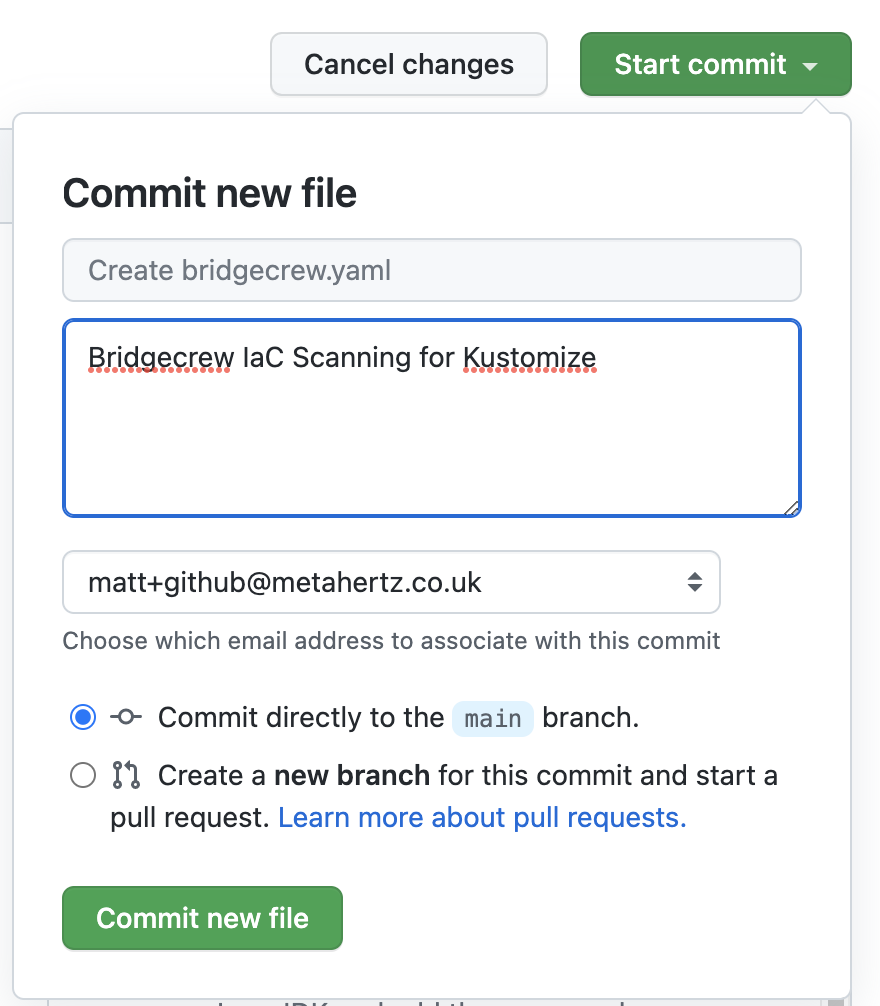 Cancel changes
Start commit
Commit new file
Create bridgecrew.yaml
Bridgecrew IaC Scanning for Kustomize
matt+github@metahertz.co.uk
Choose which email address to associate with this commit
Commit directly to the main branch.
Create a new branch for this commit and start a
pull request. Learn more about pull requests.
Commit new file